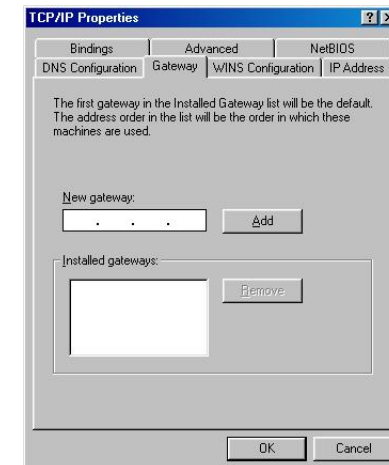 TCP/IP Properties
Bindings Advanced NetBIOS
DNS Configuration Gateway WINS Configuration IP Address
The first gateway in the Installed Gateway list will be the default.
The address order in the list will be the order in which these
machines are used.
New gateway:
. . . Add
Installed gateways:
Remove
OK Cancel